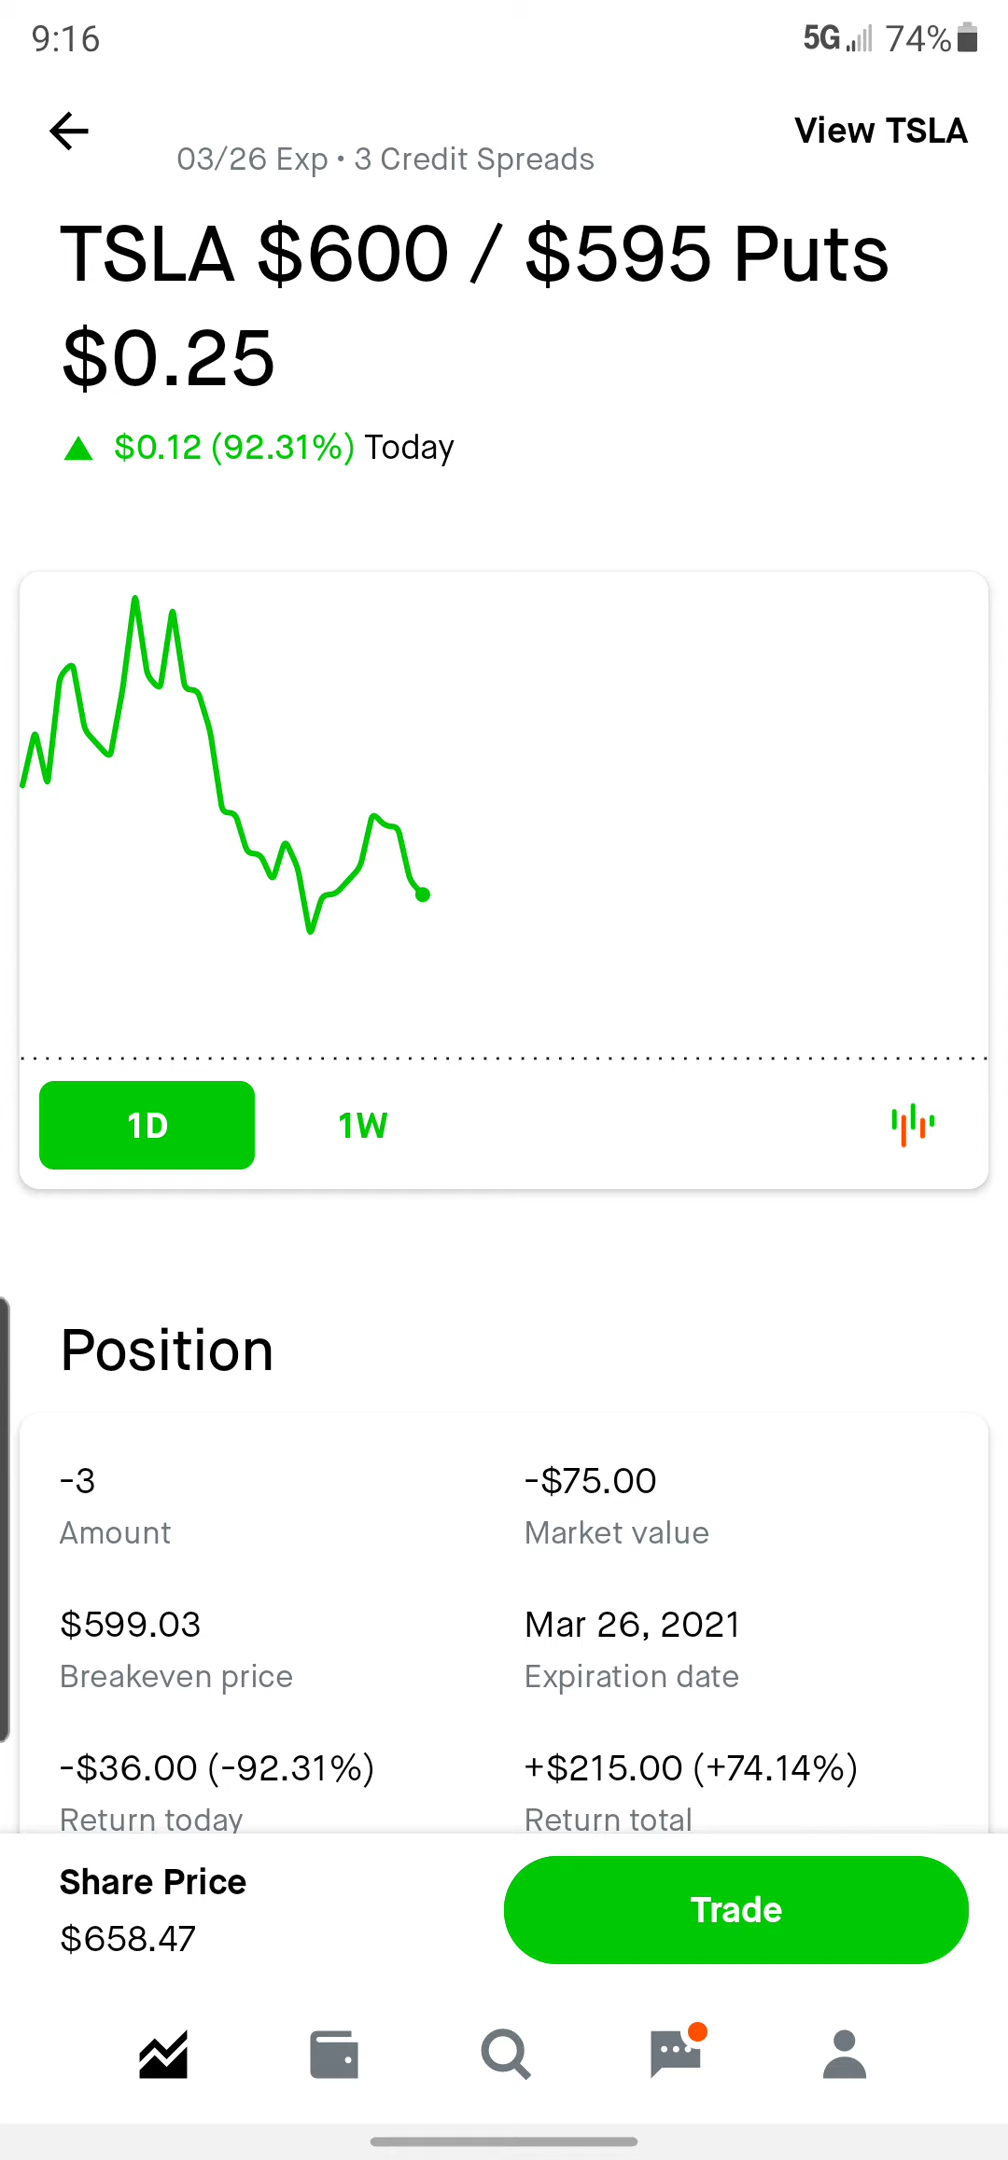 9:16 5G 74%
View TSLA
03/26 Exp • 3 Credit Spreads
TSLA $600 / $595 Puts
$0.25
▲ $0.12 (92.31%) Today
1D 1W
Position
-3 -$75.00
Amount Market value
$599.03 Mar 26, 2021
Breakeven price Expiration date
-$36.00 (-92.31%) +$215.00 (+74.14%)
Return today Return total
Share Price
$658.47
Trade